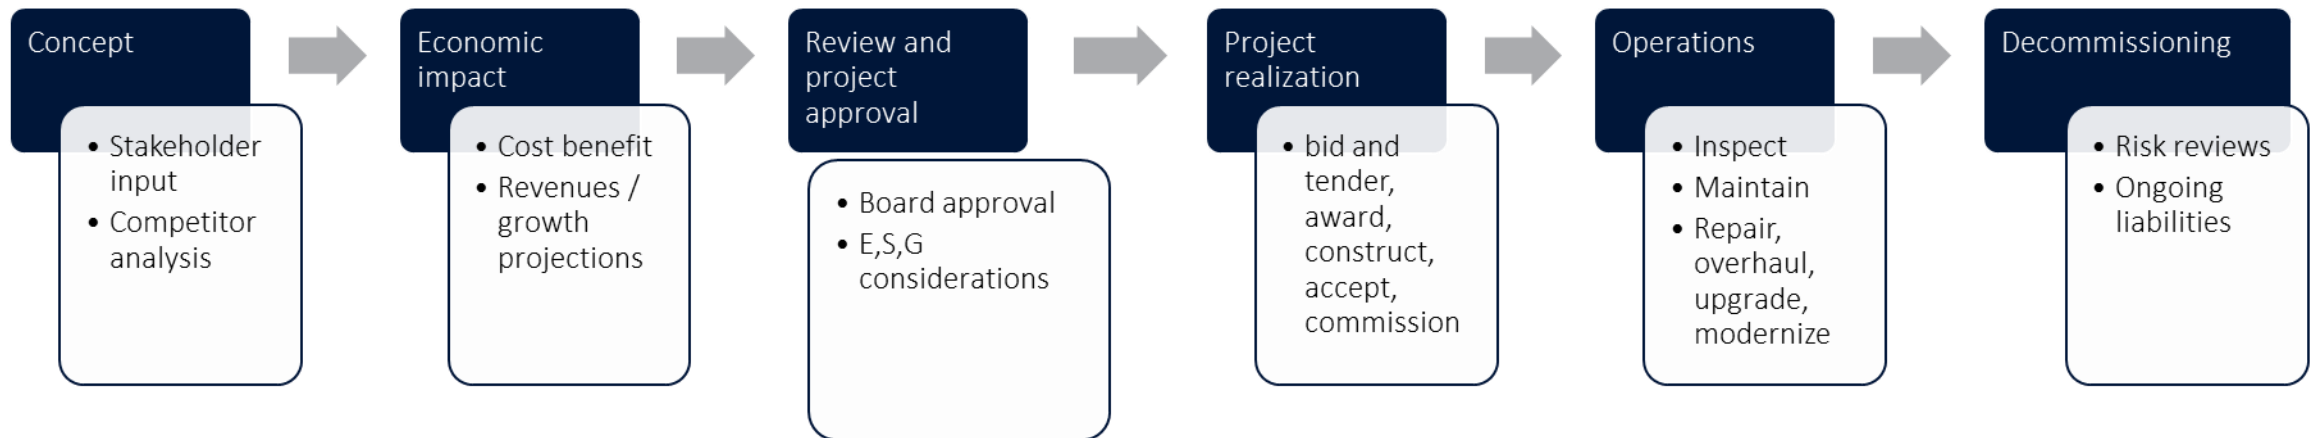 Concept
• Stakeholder
input
• Competitor
analysis
Economic
impact
• Cost benefit
• Revenues /
growth
projections
Review and
project
approval
• Board approval
• E,S,G
considerations
Project
realization
• bid and
tender,
award,
construct,
accept,
commission
Operations
• Inspect
• Maintain
• Repair,
overhaul,
upgrade,
modernize
Decommissioning
• Risk reviews
• Ongoing
liabilities